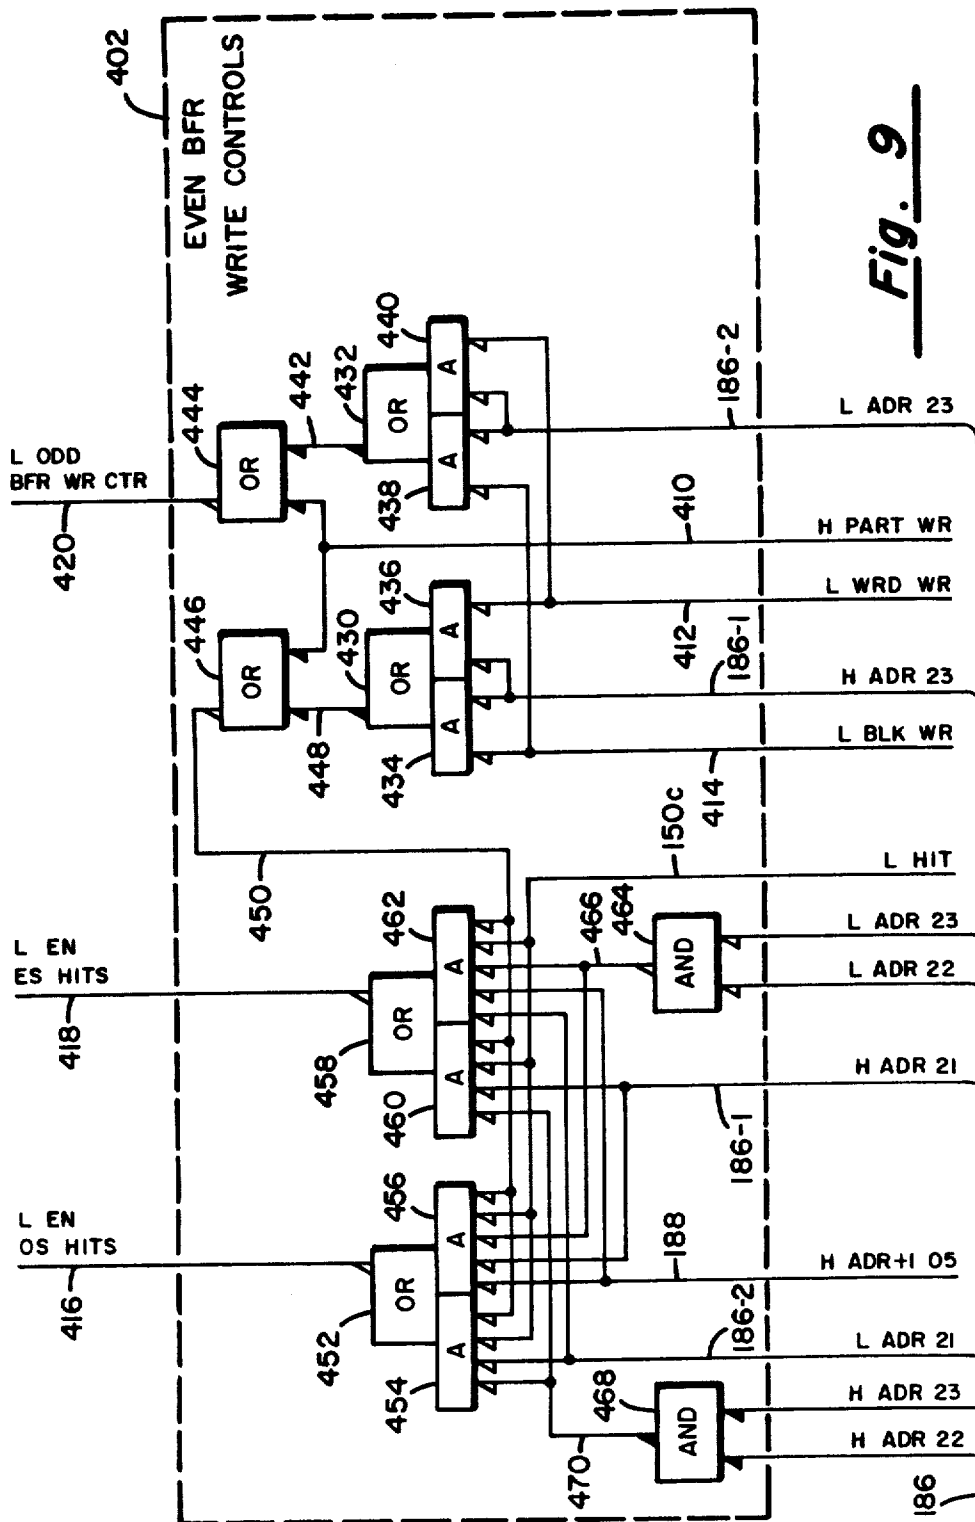 402
EVEN BFR
WRITE CONTROLS
Fig. 9
L ODD
BFR WR CTR
420
444
OR
442
432
OR
440
A
A
438
446
OR
448
430
OR
436
A
A
434
450
L EN
ES HITS
418
458
OR
462
A
A
460
466
464
AND
L EN
OS HITS
416
452
OR
456
A
A
454
468
AND
470
186-2
L ADR 23
410
H PART WR
412
L WRD WR
186-1
H ADR 23
414
L BLK WR
150c
L HIT
L ADR 23
L ADR 22
186-1
H ADR 21
188
H ADR+1 05
186-2
L ADR 21
H ADR 23
H ADR 22
186